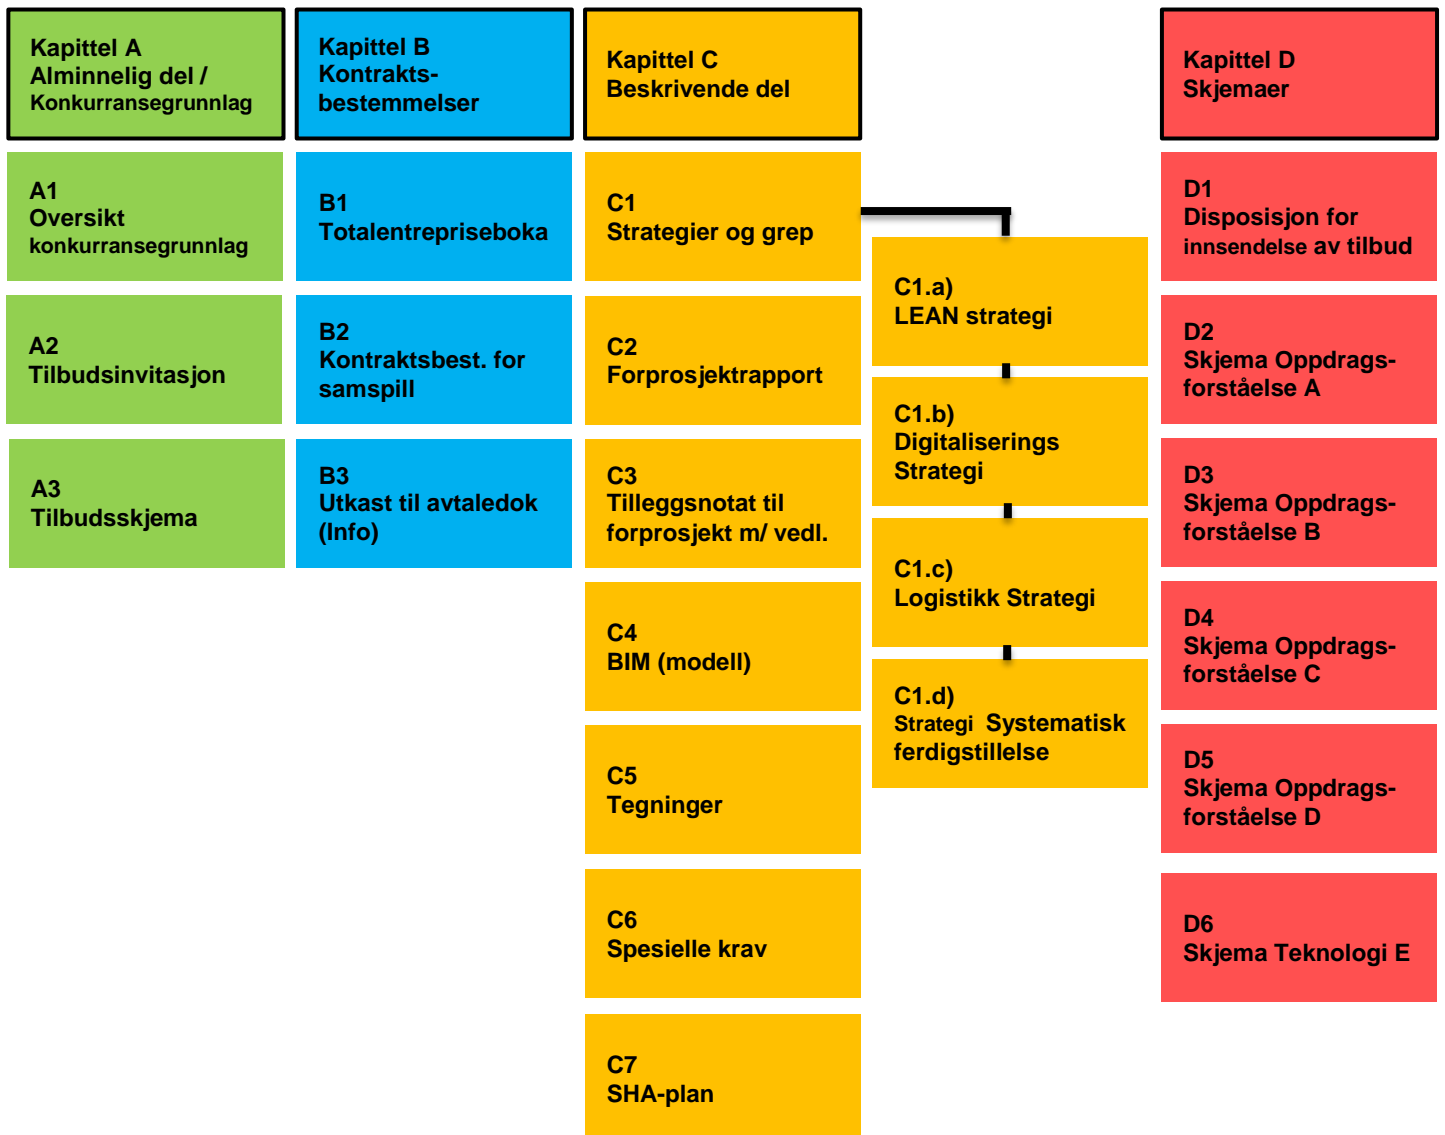 Kapittel A
Alminnelig del /
Konkurransegrunnlag
Kapittel B
Kontrakts-
bestemmelser
Kapittel C
Beskrivende del
Kapittel D
Skjemaer
A1
Oversikt
konkurransegrunnlag
A2
Tilbudsinvitasjon
A3
Tilbudsskjema
B1
Totalentrepriseboka
B2
Kontraktsbest. for
samspill
B3
Utkast til avtaledok
(Info)
C1
Strategier og grep
C2
Forprosjektrapport
C3
Tilleggsnotat til
forprosjekt m/ vedl.
C4
BIM (modell)
C5
Tegninger
C6
Spesielle krav
C7
SHA-plan
C1.a)
LEAN strategi
C1.b)
Digitaliserings
Strategi
C1.c)
Logistikk Strategi
C1.d)
Strategi Systematisk
ferdigstillelse
D1
Disposisjon for
innsendelse av tilbud
D2
Skjema Oppdrags-
forståelse A
D3
Skjema Oppdrags-
forståelse B
D4
Skjema Oppdrags-
forståelse C
D5
Skjema Oppdrags-
forståelse D
D6
Skjema Teknologi E